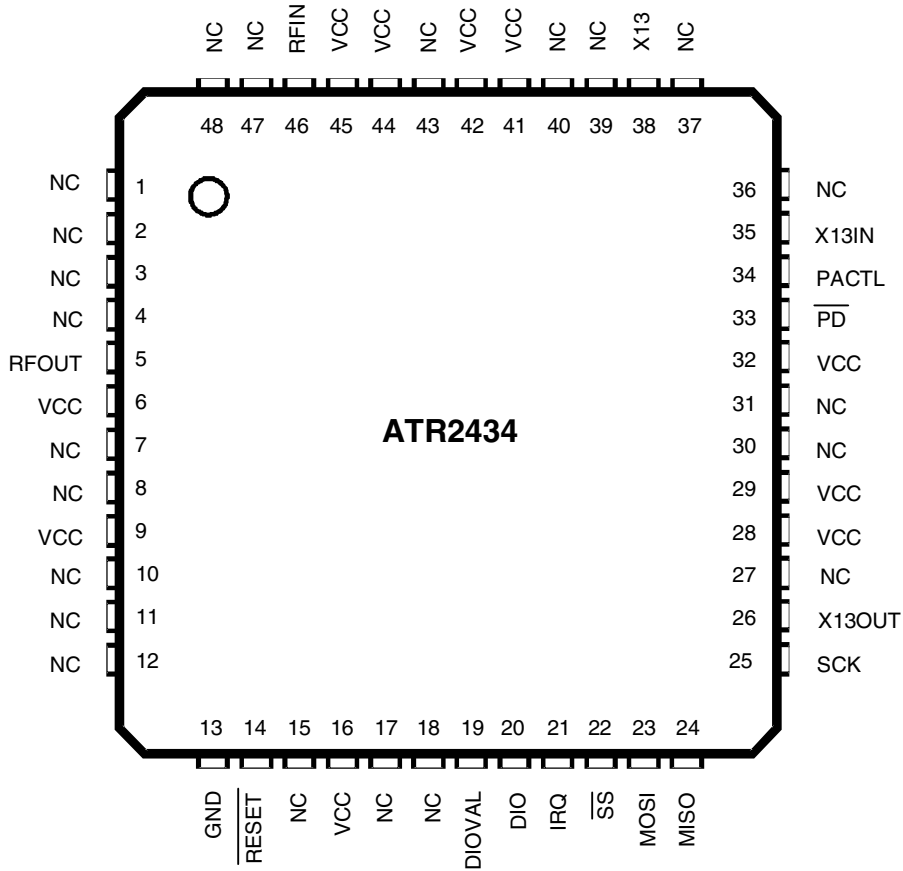 NC NC RFIN VCC VCC NC VCC VCC NC NC X13 NC
48 47 46 45 44 43 42 41 40 39 38 37
NC 1 36 NC
NC 2 35 X13IN
NC 3 34 PACTL
NC 4 33 PD
RFOUT 5 32 VCC
VCC 6 31 NC
ATR2434
NC 7 30 NC
NC 8 29 VCC
VCC 9 28 VCC
NC 10 27 NC
NC 11 26 X13OUT
NC 12 25 SCK
13 14 15 16 17 18 19 20 21 22 23 24
GND RESET NC VCC NC NC DIOVAL DIO IRQ SS MOSI MISO